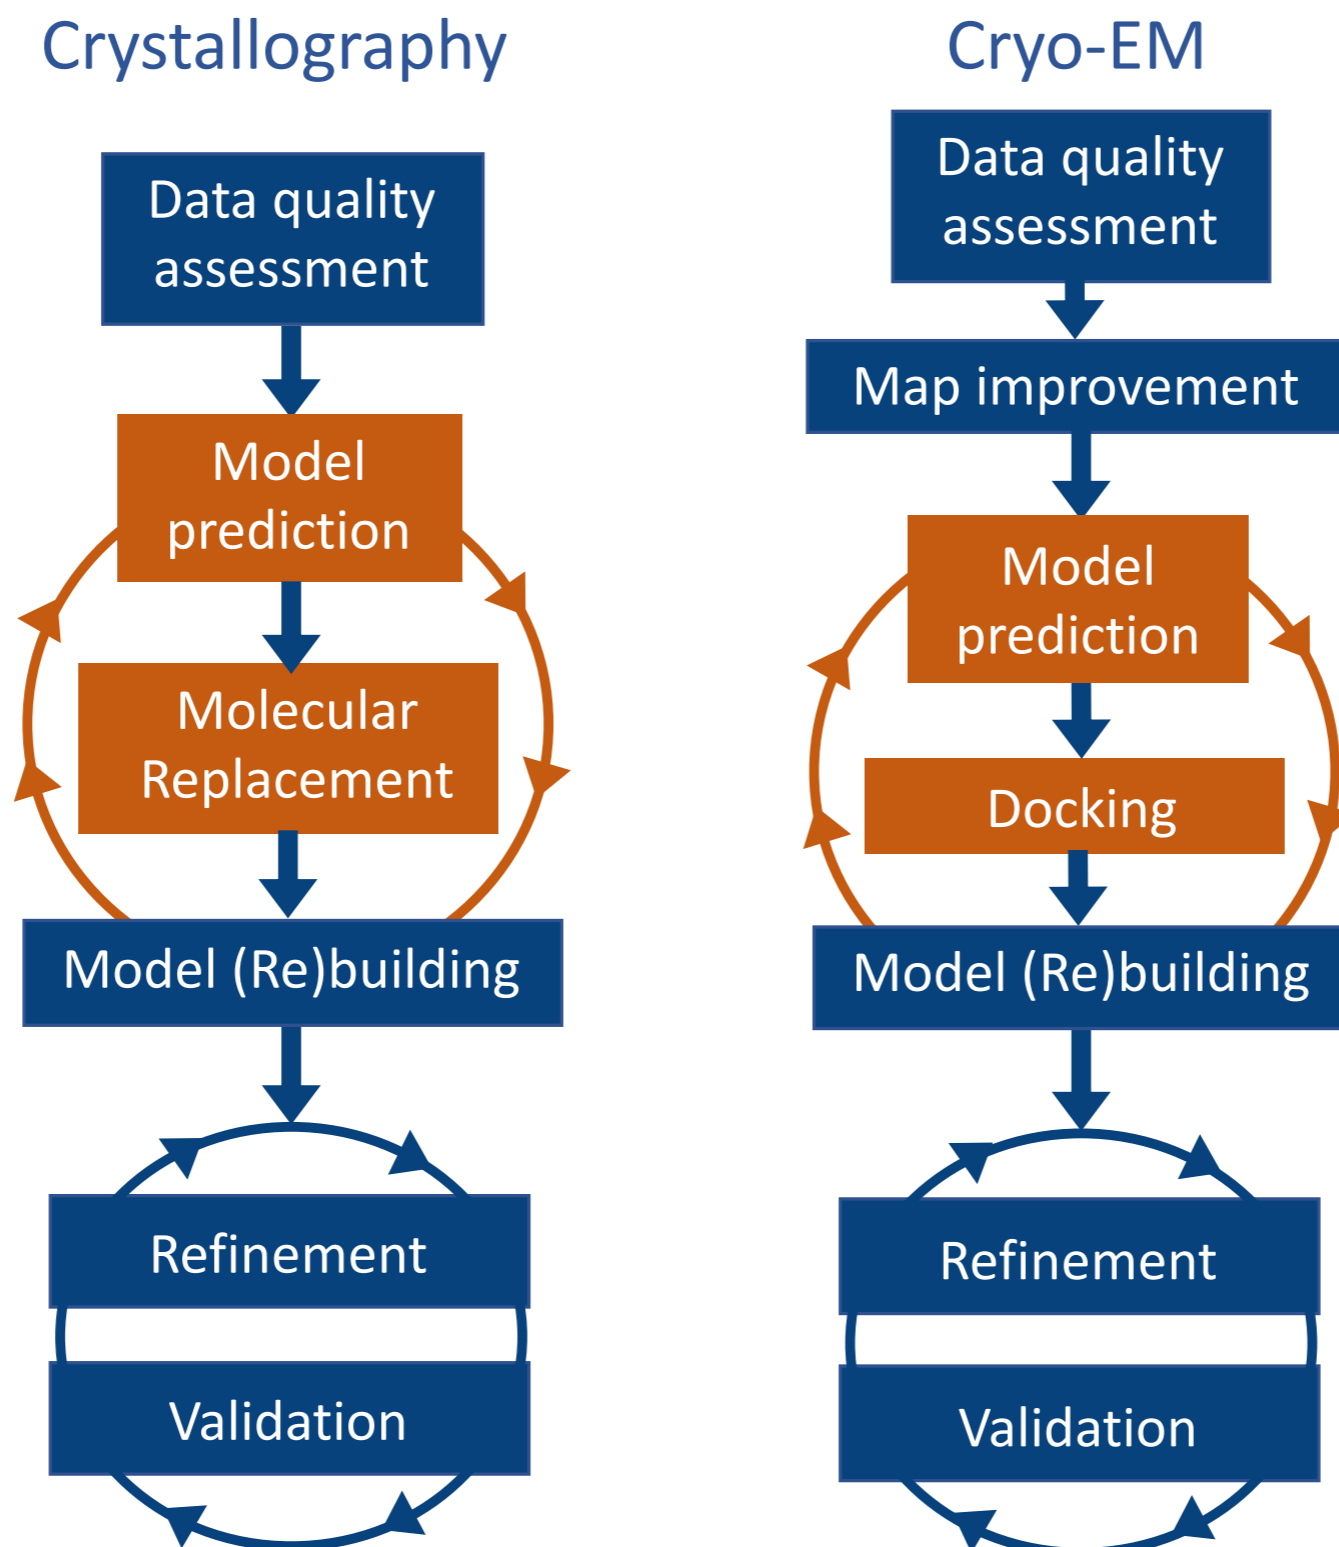 Crystallography
Data quality
assessment
Model
prediction
Molecular
Replacement
Model (Re)building
Refinement
Validation
Cryo-EM
Data quality
assessment
Map improvement
Model
prediction
Docking
Model (Re)building
Refinement
Validation